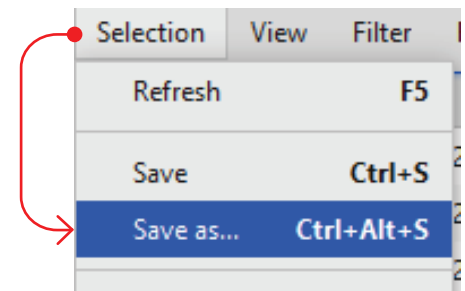 Selection View Filter
Refresh F5
Save Ctrl+S
Save as... Ctrl+Alt+S